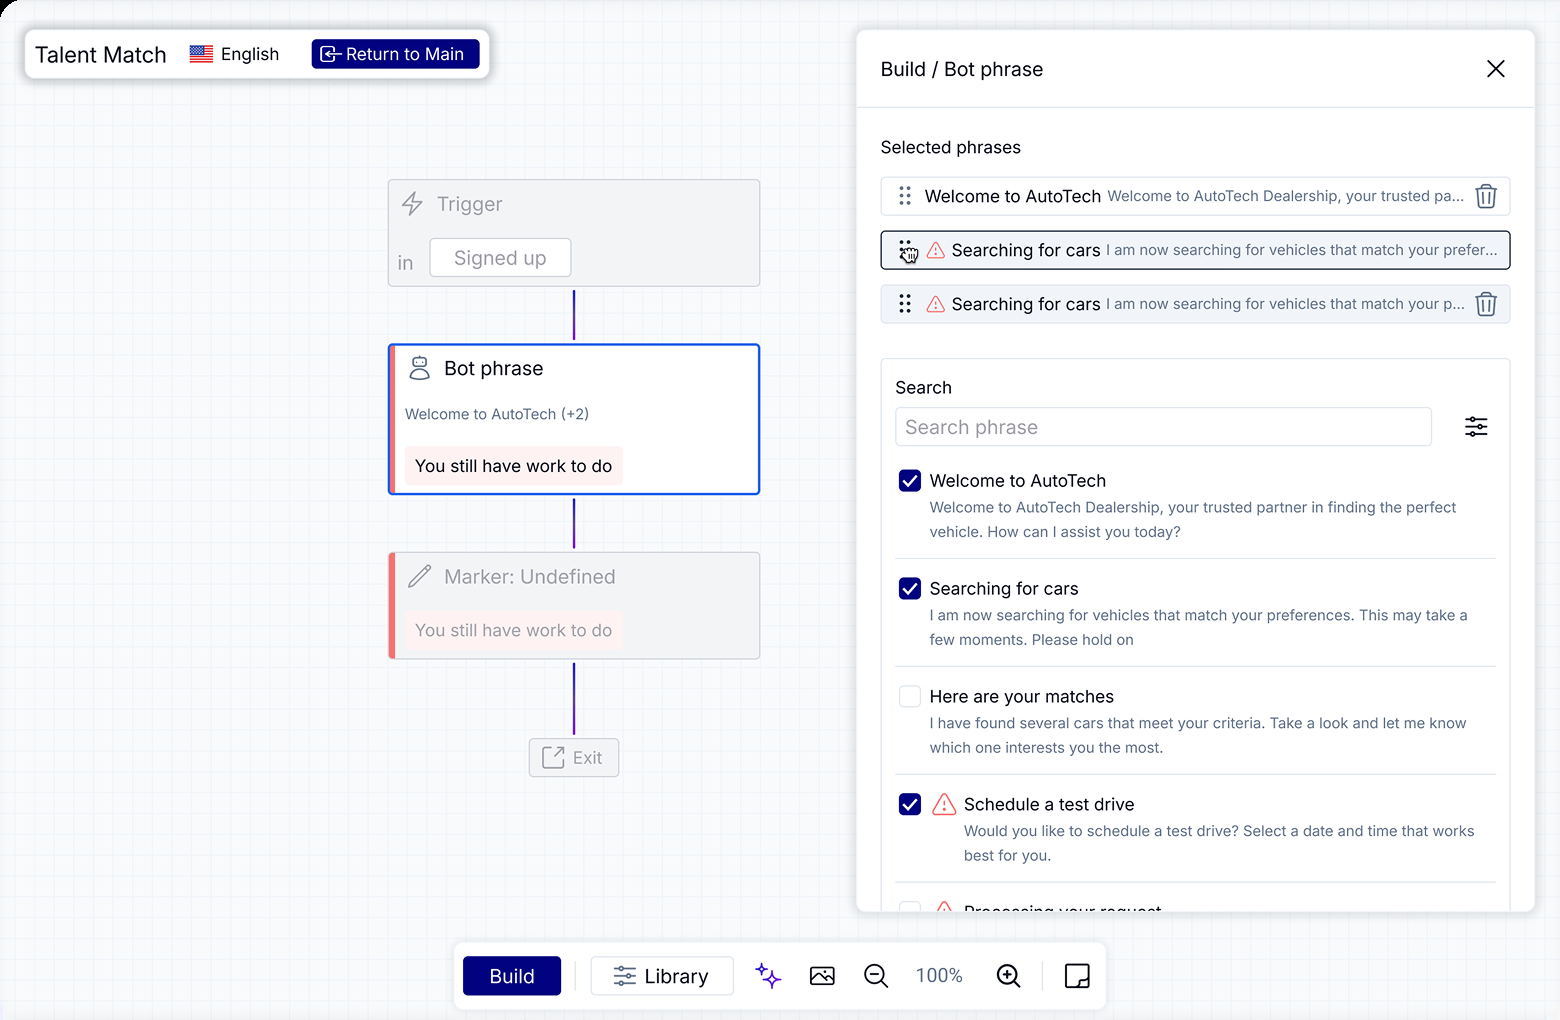 Talent Match
English
Return to Main
Trigger
in
Signed up
Bot phrase
Welcome to AutoTech (+2)
You still have work to do
Marker: Undefined
You still have work to do
Exit
Build / Bot phrase
Selected phrases
Welcome to AutoTech Welcome to AutoTech Dealership, your trusted pa...
Searching for cars I am now searching for vehicles that match your prefer...
Searching for cars I am now searching for vehicles that match your p...
Search
Search phrase
Welcome to AutoTech
Welcome to AutoTech Dealership, your trusted partner in finding the perfect
vehicle. How can I assist you today?
Searching for cars
I am now searching for vehicles that match your preferences. This may take a
few moments. Please hold on
Here are your matches
I have found several cars that meet your criteria. Take a look and let me know
which one interests you the most.
Schedule a test drive
Would you like to schedule a test drive? Select a date and time that works
best for you.
Processing your request
Build
Library
100%